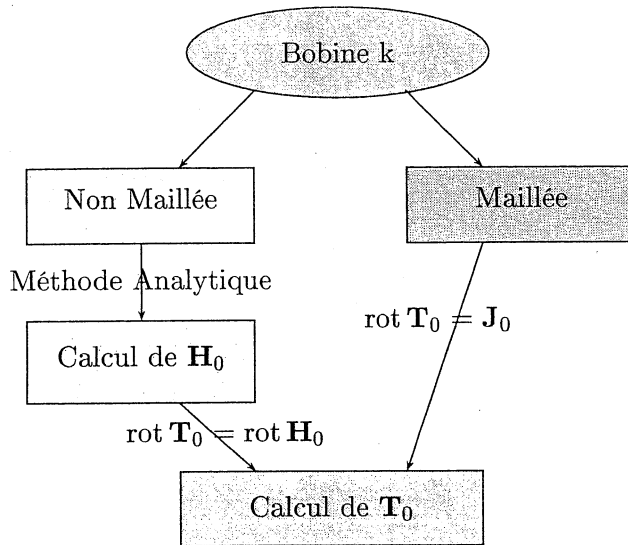 Bobine k
Non Maillée
Maillée
Méthode Analytique
rot T₀ = J₀
Calcul de H₀
rot T₀ = rot H₀
Calcul de T₀